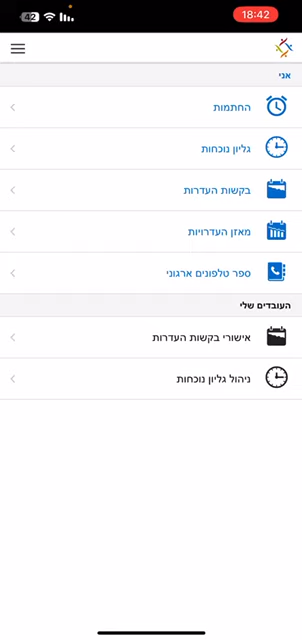 42
18:42
אני
החתמות
גליון נוכחות
בקשות העדרות
מאזן העדרויות
ספר טלפונים ארגוני
העובדים שלי
אישורי בקשות העדרות
ניהול גליון נוכחות